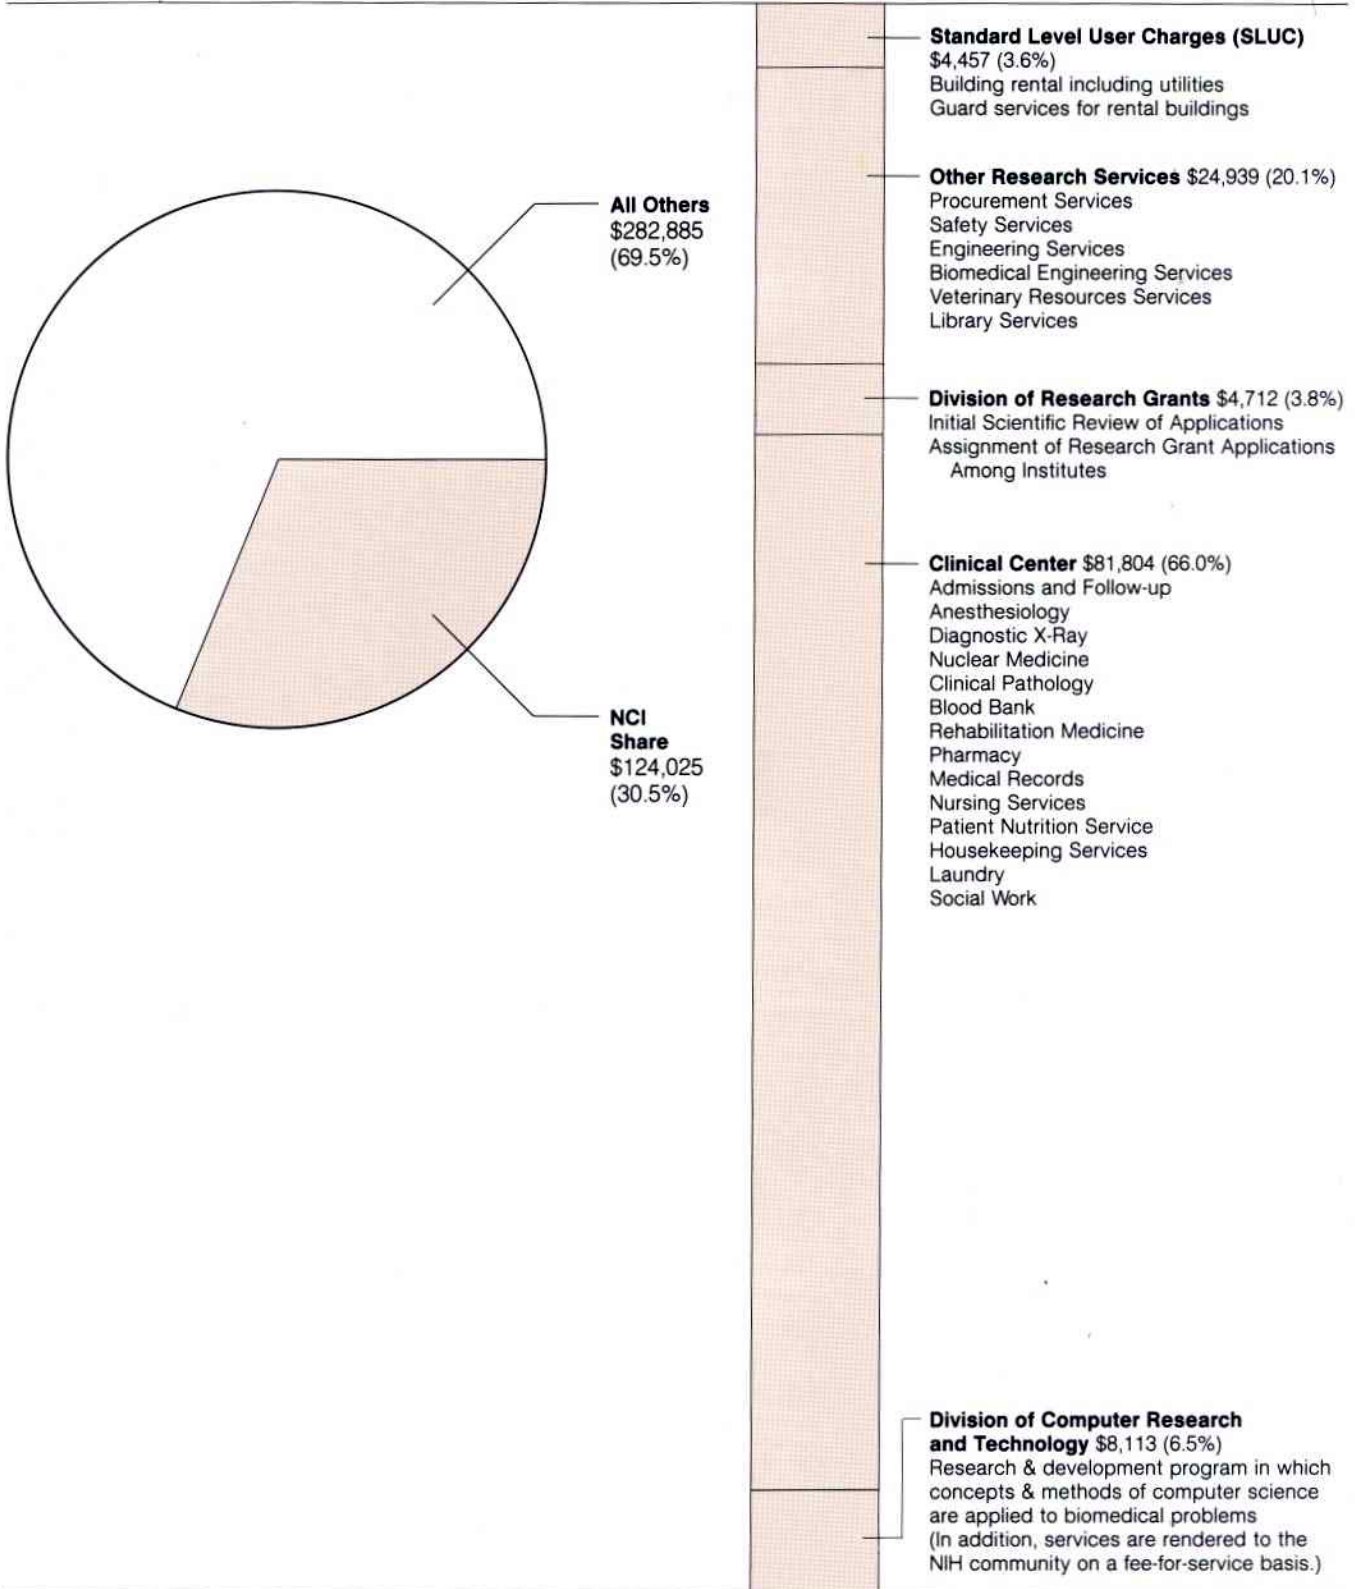 All Others
$282,885
(69.5%)
NCI
Share
$124,025
(30.5%)
Standard Level User Charges (SLUC)
$4,457 (3.6%)
Building rental including utilities
Guard services for rental buildings
Other Research Services $24,939 (20.1%)
Procurement Services
Safety Services
Engineering Services
Biomedical Engineering Services
Veterinary Resources Services
Library Services
Division of Research Grants $4,712 (3.8%)
Initial Scientific Review of Applications
Assignment of Research Grant Applications
Among Institutes
Clinical Center $81,804 (66.0%)
Admissions and Follow-up
Anesthesiology
Diagnostic X-Ray
Nuclear Medicine
Clinical Pathology
Blood Bank
Rehabilitation Medicine
Pharmacy
Medical Records
Nursing Services
Patient Nutrition Service
Housekeeping Services
Laundry
Social Work
Division of Computer Research
and Technology $8,113 (6.5%)
Research & development program in which
concepts & methods of computer science
are applied to biomedical problems
(In addition, services are rendered to the
NIH community on a fee-for-service basis.)